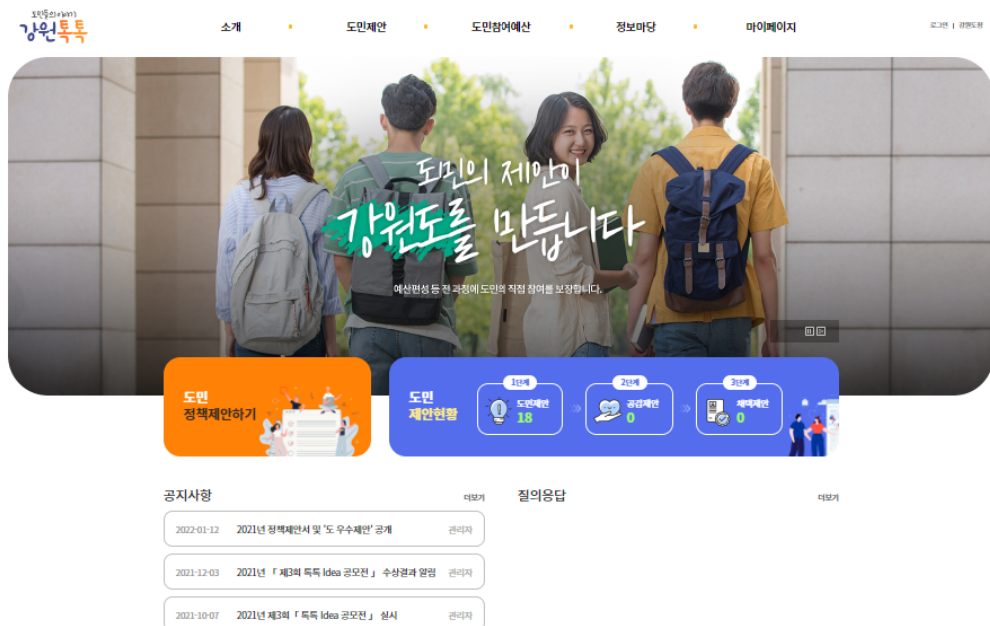 도민들의 이야기
강원톡톡
소개
도민제안
도민참여예산
정보마당
마이페이지
로그인 | 강원도청
도민의 제안이
강원도를 만듭니다
예산편성 등 전 과정에 도민의 직접 참여를 보장합니다.
도민
정책제안하기
도민
제안현황
1단계
도민제안
18
2단계
공감제안
0
3단계
채택제안
0
공지사항
더보기
2022-01-12 2021년 정책제안서 및 '도 우수제안' 공개 관리자
2021-12-03 2021년 「 제3회 톡톡 Idea 공모전 」 수상결과 알림 관리자
2021-10-07 2021년 제3회 「 톡톡 Idea 공모전 」 실시 관리자
질의응답
더보기